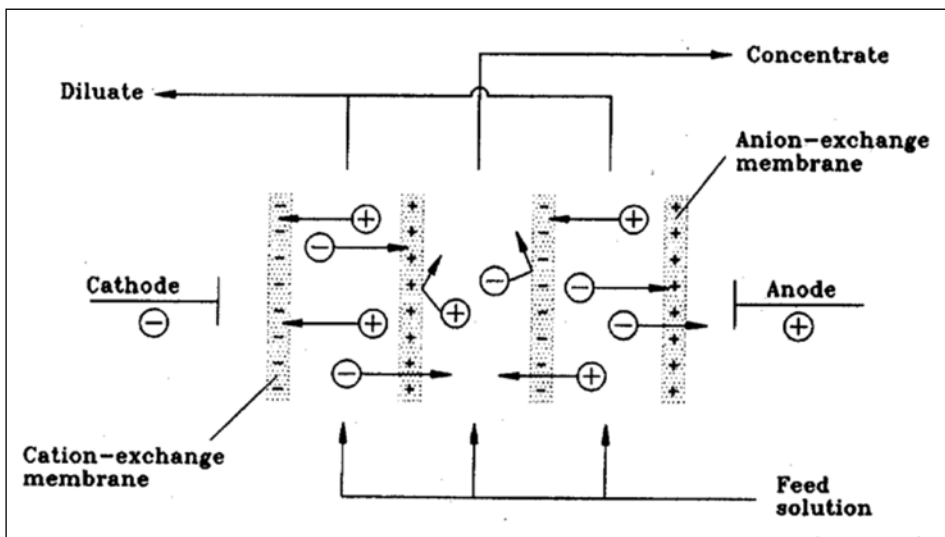 Concentrate
Diluate
Anion-exchange
membrane
Cathode
Anode
Cation-exchange
membrane
Feed
solution